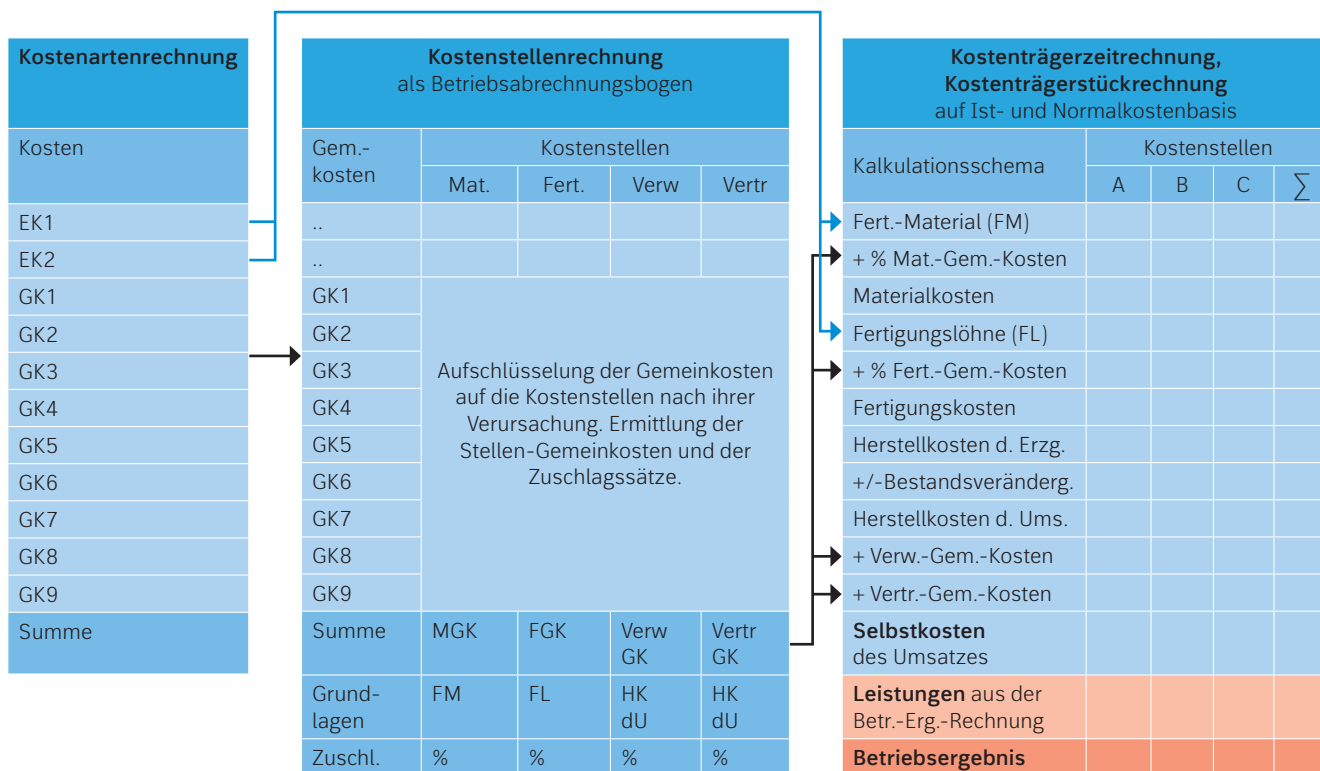 Kostenartenrechnung
Kosten
EK1
EK2
GK1
GK2
GK3
GK4
GK5
GK6
GK7
GK8
GK9
Summe
Kostenstellenrechnung
als Betriebsabrechnungsbogen
Gem.-
kosten
Kostenstellen
Mat. Fert. Verw Vertr
..
..
GK1
GK2
GK3
GK4
GK5
GK6
GK7
GK8
GK9
Aufschlüsselung der Gemeinkosten
auf die Kostenstellen nach ihrer
Verursachung. Ermittlung der
Stellen-Gemeinkosten und der
Zuschlagssätze.
Summe MGK FGK Verw Vertr
GK GK
Grund- FM FL HK HK
lagen dU dU
Zuschl. % % % %
Kostenträgerzeitrechnung,
Kostenträgerstückrechnung
auf Ist- und Normalkostenbasis
Kalkulationsschema
Kostenstellen
A B C ∑
Fert.-Material (FM)
+ % Mat.-Gem.-Kosten
Materialkosten
Fertigungslöhne (FL)
+ % Fert.-Gem.-Kosten
Fertigungskosten
Herstellkosten d. Erzg.
+/-Bestandsveränderg.
Herstellkosten d. Ums.
+ Verw.-Gem.-Kosten
+ Vertr.-Gem.-Kosten
Selbstkosten
des Umsatzes
Leistungen aus der
Betr.-Erg.-Rechnung
Betriebsergebnis